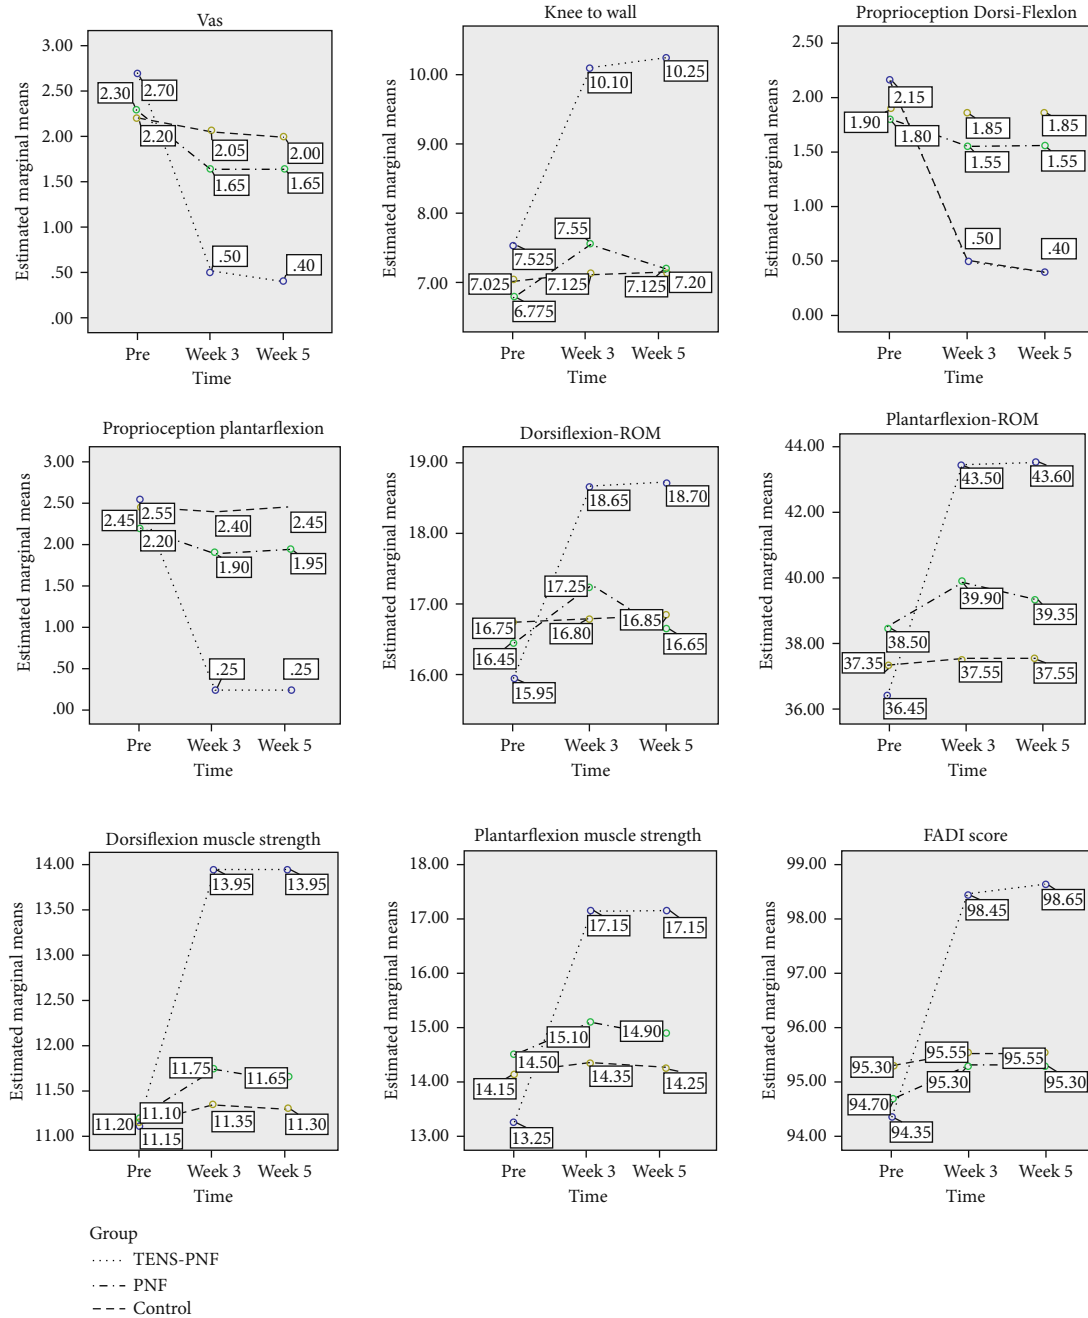 Vas
Estimated marginal means
3.00
2.50
2.00
1.50
1.00
.50
.00
2.30
2.70
2.20
2.05
2.00
1.65
1.65
.50
.40
Pre
Week 3
Week 5
Time
Knee to wall
Estimated marginal means
10.00
9.00
8.00
7.00
10.10
10.25
7.55
7.525
7.025
7.125
7.125
7.20
6.775
Pre
Week 3
Week 5
Time
Proprioception Dorsi-Flexlon
Estimated marginal means
2.50
2.00
1.50
1.00
0.50
0.00
2.15
1.90
1.80
1.85
1.85
1.55
1.55
.50
.40
Pre
Week 3
Week 5
Time
Proprioception plantarflexion
Estimated marginal means
3.00
2.50
2.00
1.50
1.00
.50
.00
2.45
2.55
2.20
2.40
2.45
1.90
1.95
.25
.25
Pre
Week 3
Week 5
Time
Dorsiflexion-ROM
Estimated marginal means
19.00
18.00
17.00
16.00
18.65
18.70
17.25
16.75
16.80
16.85
16.45
16.65
15.95
Pre
Week 3
Week 5
Time
Plantarflexion-ROM
Estimated marginal means
44.00
42.00
40.00
38.00
36.00
43.50
43.60
39.90
39.35
38.50
37.35
37.55
37.55
36.45
Pre
Week 3
Week 5
Time
Dorsiflexion muscle strength
Estimated marginal means
14.00
13.50
13.00
12.50
12.00
11.50
11.00
13.95
13.95
11.75
11.65
11.20
11.10
11.15
11.35
11.30
Pre
Week 3
Week 5
Time
Plantarflexion muscle strength
Estimated marginal means
18.00
17.00
16.00
15.00
14.00
13.00
17.15
17.15
15.10
14.90
14.50
14.15
14.35
14.25
13.25
Pre
Week 3
Week 5
Time
FADI score
Estimated marginal means
99.00
98.00
97.00
96.00
95.00
94.00
98.45
98.65
95.30
95.55
95.55
95.30
95.30
94.70
94.35
Pre
Week 3
Week 5
Time
Group
TENS-PNF
PNF
Control